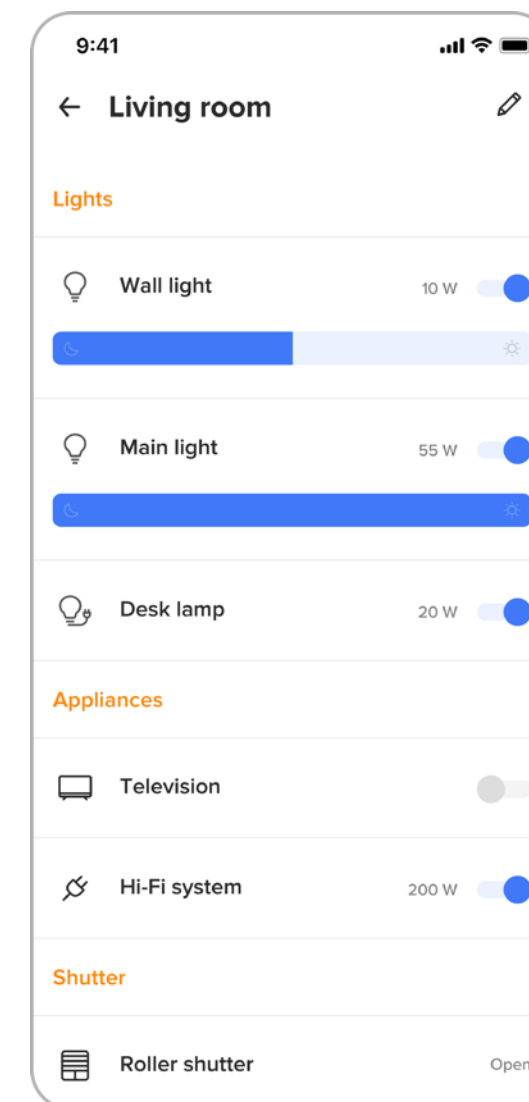 9:41
Living room
Lights
Wall light 10 W
Main light 55 W
Desk lamp 20 W
Appliances
Television
Hi-Fi system 200 W
Shutter
Roller shutter Open